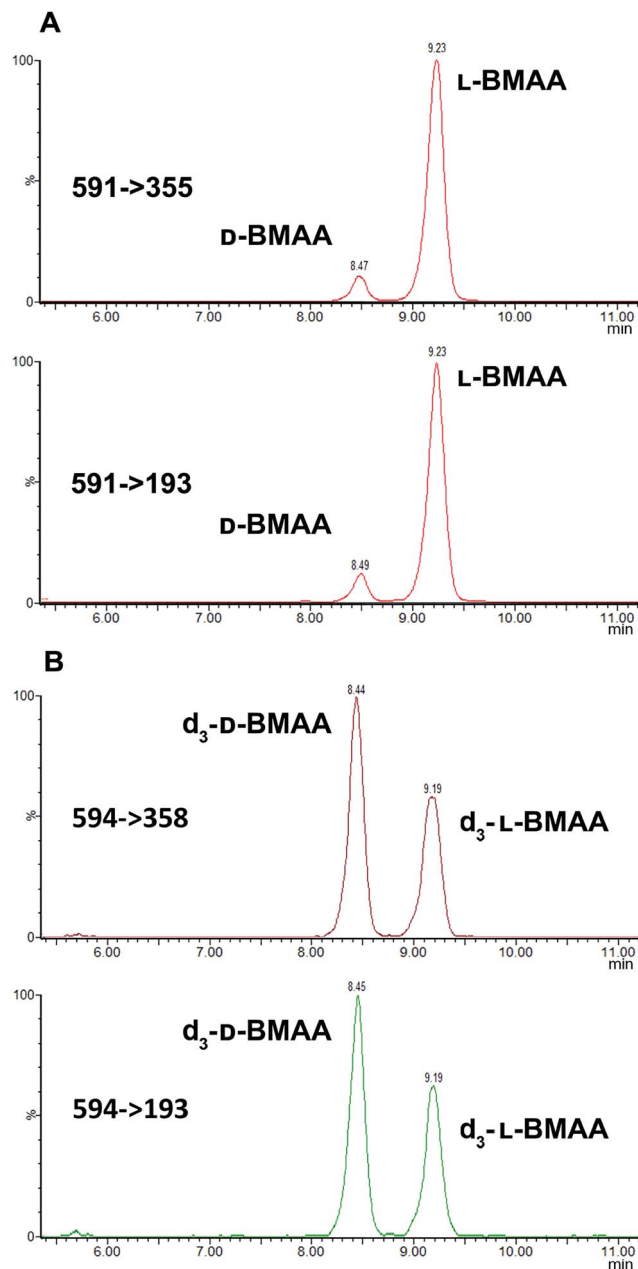 A
100
9.23
ʟ-BMAA
591->355
%
ᴅ-BMAA
8.47
0
6.00 7.00 8.00 9.00 10.00 11.00
min
100
9.23
ʟ-BMAA
591->193
%
ᴅ-BMAA
8.49
0
6.00 7.00 8.00 9.00 10.00 11.00
min
B
100
8.44
d₃-ᴅ-BMAA
9.19
594->358
%
d₃-ʟ-BMAA
0
6.00 7.00 8.00 9.00 10.00 11.00
min
100
8.45
d₃-ᴅ-BMAA
9.19
594->193
%
d₃-ʟ-BMAA
0
6.00 7.00 8.00 9.00 10.00 11.00
min